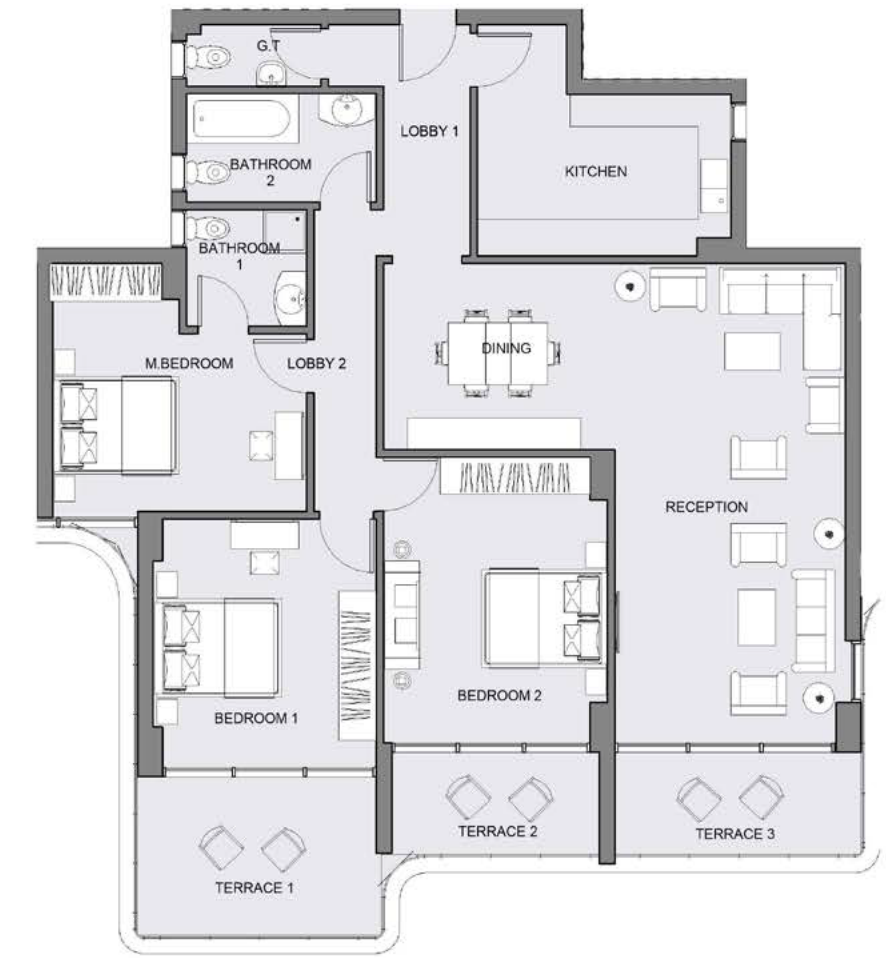 G.T
LOBBY 1
BATHROOM
2
KITCHEN
BATHROOM
1
M.BEDROOM
LOBBY 2
DINING
RECEPTION
BEDROOM 1
BEDROOM 2
TERRACE 1
TERRACE 2
TERRACE 3